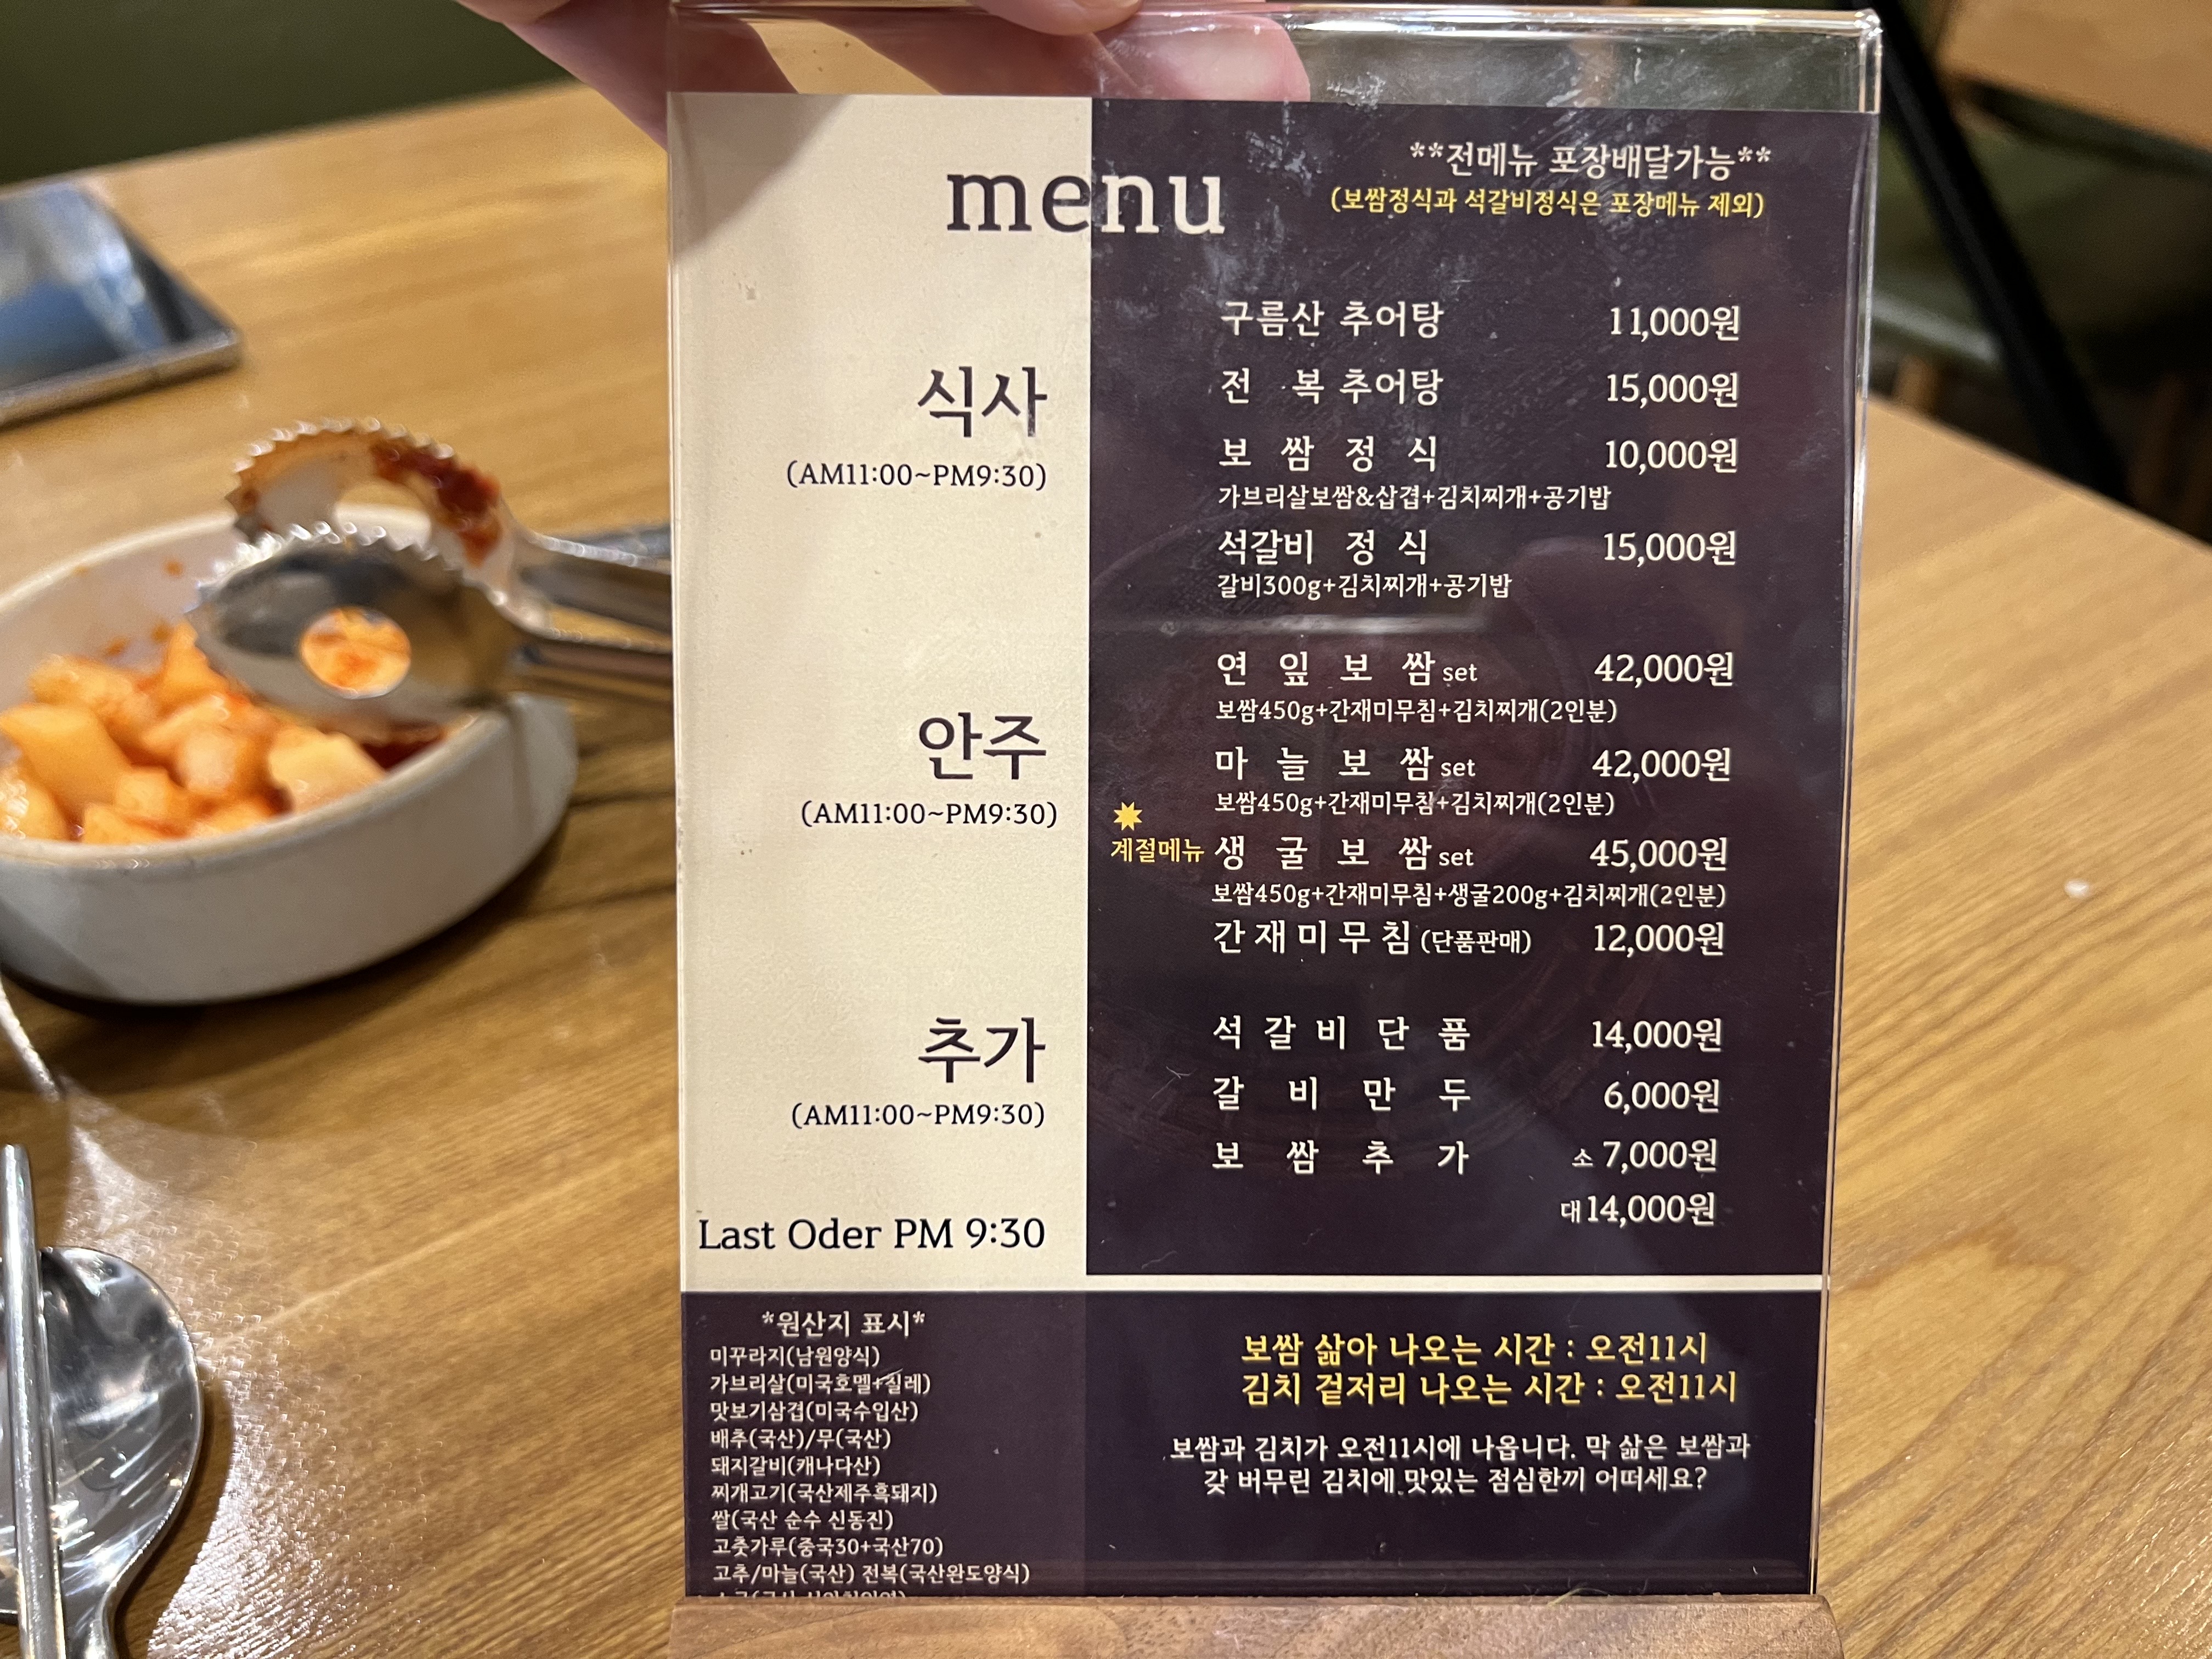 menu
**전메뉴 포장배달가능**
(보쌈정식과 석갈비정식은 포장메뉴 제외)
식사
(AM11:00~PM9:30)
구름산 추어탕 11,000원
전 복 추어탕 15,000원
보 쌈 정 식 10,000원
가브리살보쌈&삽겹+김치찌개+공기밥
석갈비 정 식 15,000원
갈비300g+김치찌개+공기밥
안주
(AM11:00~PM9:30)
연 잎 보 쌈 set 42,000원
보쌈450g+간재미무침+김치찌개(2인분)
마 늘 보 쌈 set 42,000원
보쌈450g+간재미무침+김치찌개(2인분)
계절메뉴 생 굴 보 쌈 set 45,000원
보쌈450g+간재미무침+생굴200g+김치찌개(2인분)
간재미무침 (단품판매) 12,000원
추가
(AM11:00~PM9:30)
석 갈 비 단 품 14,000원
갈 비 만 두 6,000원
보 쌈 추 가 소 7,000원
대 14,000원
Last Oder PM 9:30
*원산지 표시*
미꾸라지(남원양식)
가브리살(미국호멜+칠레)
맛보기삼겹(미국수입산)
배추(국산)/무(국산)
돼지갈비(캐나다산)
찌개고기(국산제주흑돼지)
쌀(국산 순수 신동진)
고춧가루(중국30+국산70)
고추/마늘(국산) 전복(국산완도양식)
보쌈 삶아 나오는 시간 : 오전11시
김치 겉저리 나오는 시간 : 오전11시
보쌈과 김치가 오전11시에 나옵니다. 막 삶은 보쌈과
갖 버무린 김치에 맛있는 점심한끼 어떠세요?